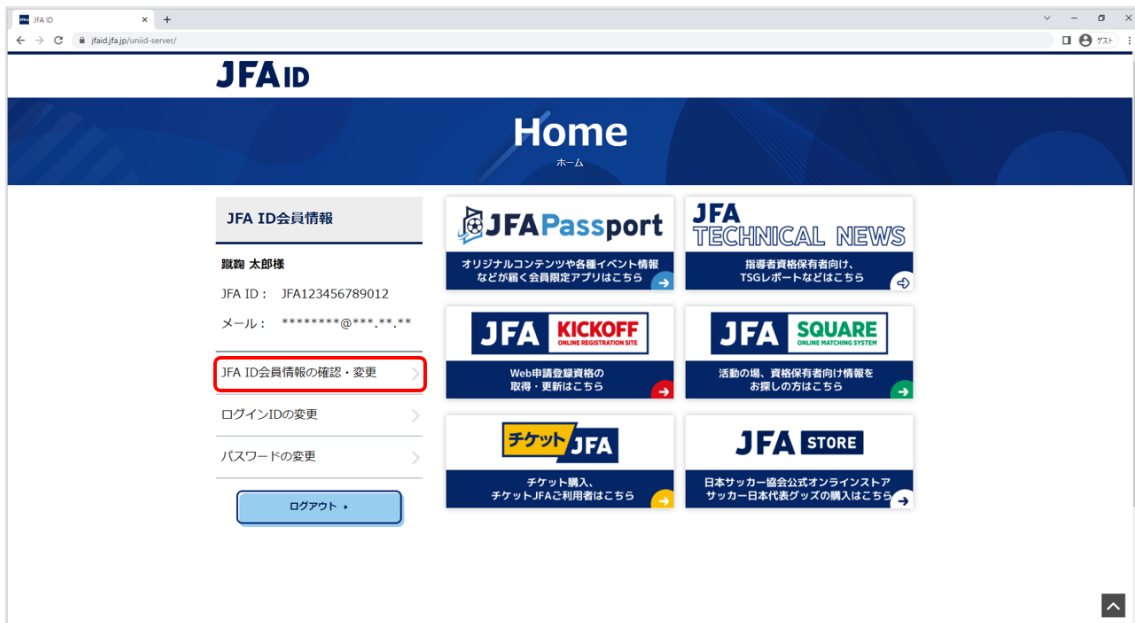 JFA ID
jfaid.jfa.jp/uniid-server/
ゲスト
JFA ID
Home
ホーム
JFA ID会員情報
蹴鞠 太郎様
JFA ID： JFA123456789012
メール： ********@***.**.**
JFA ID会員情報の確認・変更
ログインIDの変更
パスワードの変更
ログアウト
JFA Passport
オリジナルコンテンツや各種イベント情報
などが届く会員限定アプリはこちら
JFA
TECHNICAL NEWS
指導者資格保有者向け、
TSGレポートなどはこちら
JFA KICKOFF
ONLINE REGISTRATION SITE
Web申請登録資格の
取得・更新はこちら
JFA SQUARE
ONLINE MATCHING SYSTEM
活動の場、資格保有者向け情報を
お探しの方はこちら
チケットJFA
チケット購入、
チケットJFAご利用者はこちら
JFA STORE
日本サッカー協会公式オンラインストア
サッカー日本代表グッズの購入はこちら